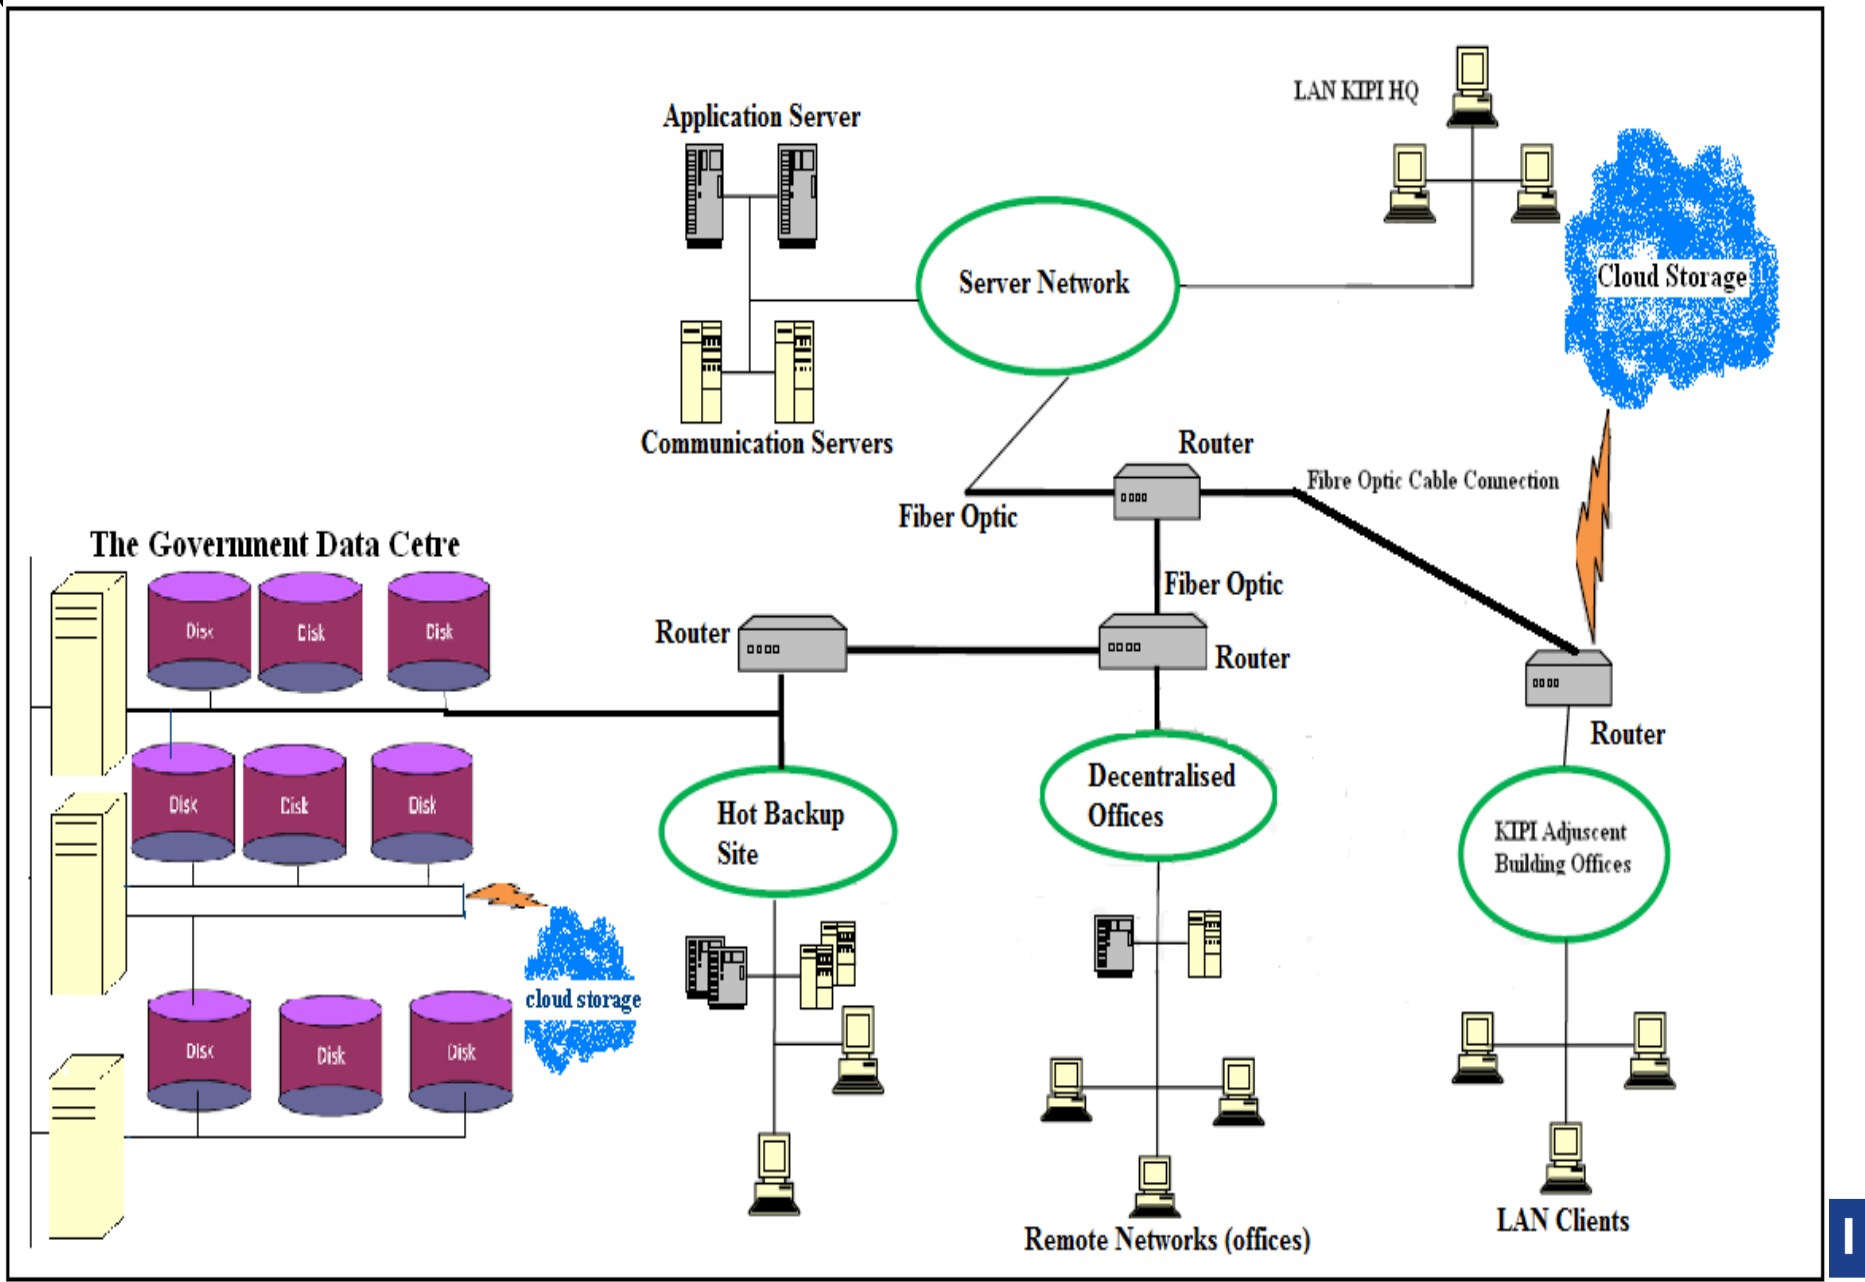 LAN KIPI HQ
Application Server
Cloud Storage
Server Network
Communication Servers
Router
Fibre Optic Cable Connection
Fiber Optic
The Government Data Cetre
Fiber Optic
Disk
Disk
Disk
Router
Router
Router
Disk
Disk
Disk
Hot Backup
Site
Decentralised
Offices
KIPI Adjuscent
Building Offices
cloud storage
Disk
Disk
Disk
LAN Clients
Remote Networks (offices)
I